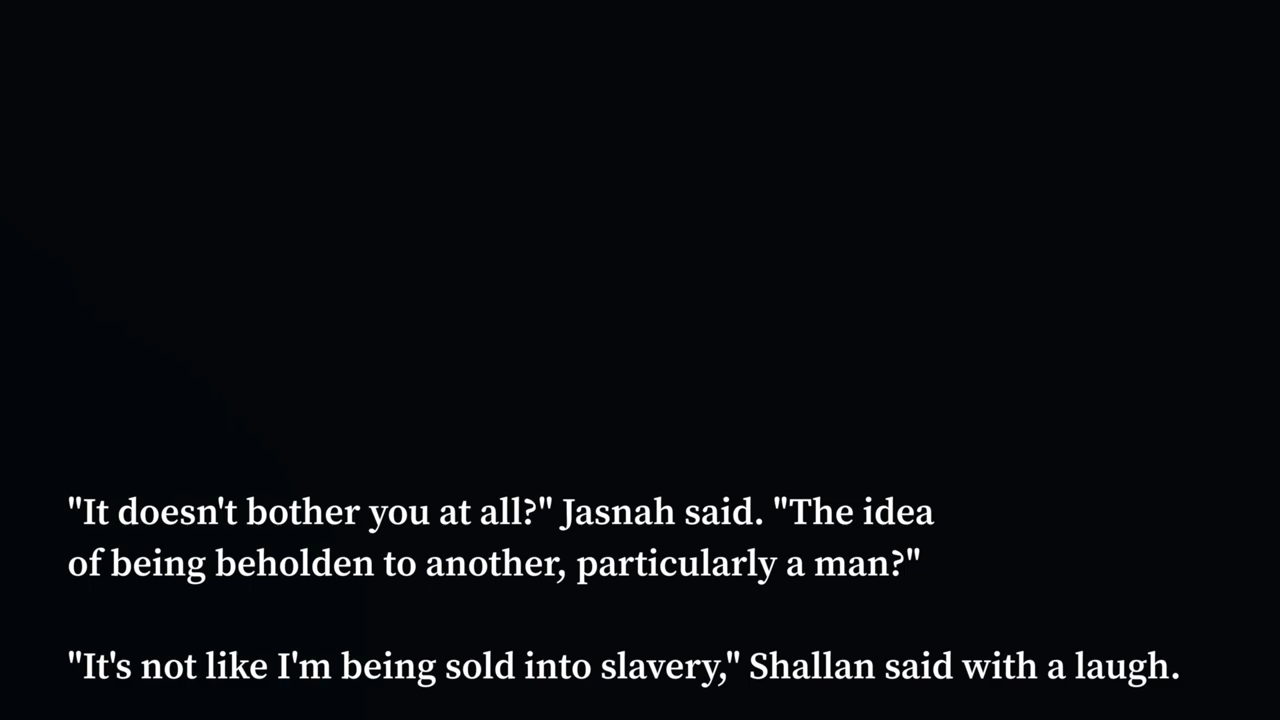 "It doesn't bother you at all?" Jasnah said. "The idea
of being beholden to another, particularly a man?"
"It's not like I'm being sold into slavery," Shallan said with a laugh.